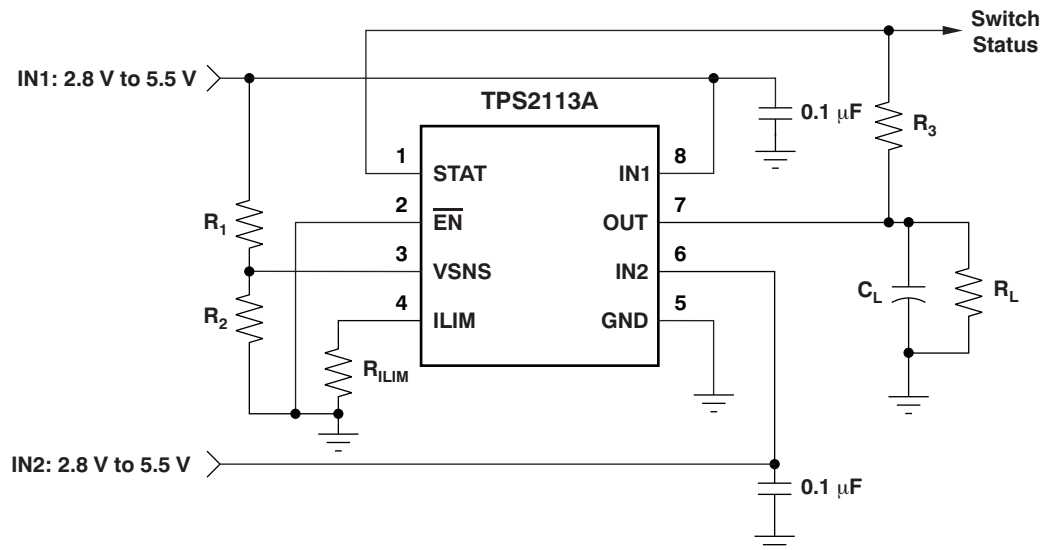 Switch
Status
IN1: 2.8 V to 5.5 V
TPS2113A
0.1 μF
R3
1
STAT
IN1
8
2
EN
OUT
7
R1
3
VSNS
IN2
6
R2
4
ILIM
GND
5
CL
RL
RILIM
IN2: 2.8 V to 5.5 V
0.1 μF